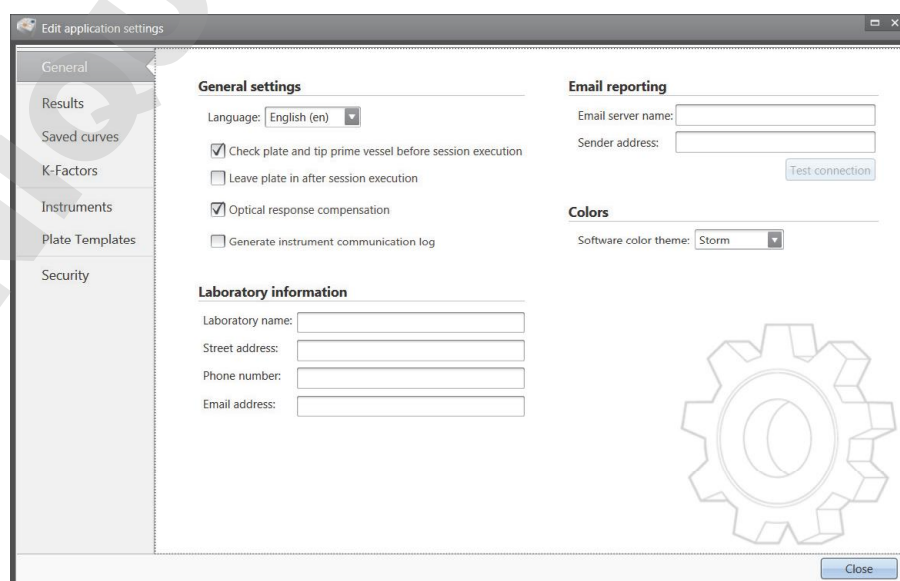 Edit application settings
General
Results
Saved curves
K-Factors
Instruments
Plate Templates
Security
General settings
Language: English (en)
Check plate and tip prime vessel before session execution
Leave plate in after session execution
Optical response compensation
Generate instrument communication log
Laboratory information
Laboratory name:
Street address:
Phone number:
Email address:
Email reporting
Email server name:
Sender address:
Test connection
Colors
Software color theme: Storm
Close